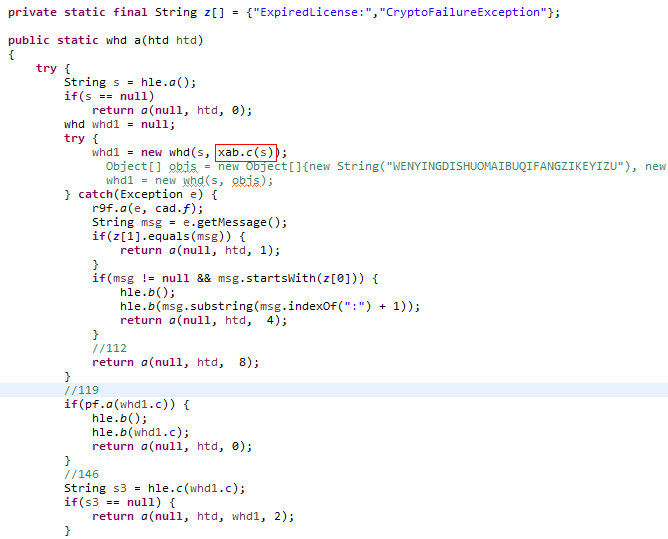 private static final String z[] = {"ExpiredLicense:","CryptoFailureException"};
public static whd a(htd htd)
{
try {
String s = hle.a();
if(s == null)
return a(null, htd, 0);
whd whd1 = null;
try {
whd1 = new whd(s, xab.c(s));
Object[] objs = new Object[]{new String("WENYINGDISHUOMAIBUQIFANGZIKEYIZU"), new
whd1 = new whd(s, objs);
} catch(Exception e) {
r9f.a(e, cad.f);
String msg = e.getMessage();
if(z[1].equals(msg)) {
return a(null, htd, 1);
}
if(msg != null && msg.startsWith(z[0])) {
hle.b();
hle.b(msg.substring(msg.indexOf(":") + 1));
return a(null, htd,  4);
}
//112
return a(null, htd,  8);
}
//119
if(pf.a(whd1.c)) {
hle.b();
hle.b(whd1.c);
return a(null, htd, 0);
}
//146
String s3 = hle.c(whd1.c);
if(s3 == null) {
return a(null, htd, whd1, 2);
}